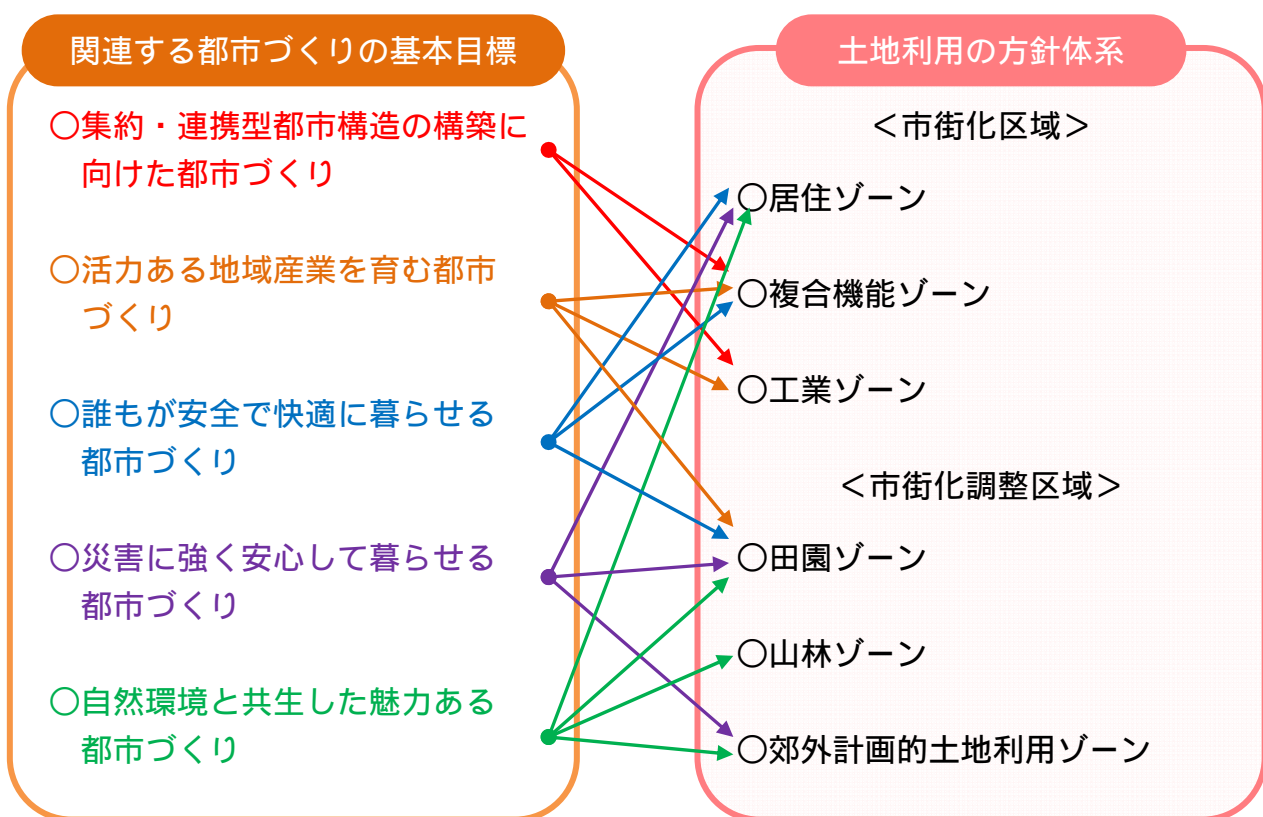 関連する都市づくりの基本目標
○集約・連携型都市構造の構築に
向けた都市づくり
○活力ある地域産業を育む都市
づくり
○誰もが安全で快適に暮らせる
都市づくり
○災害に強く安心して暮らせる
都市づくり
○自然環境と共生した魅力ある
都市づくり
土地利用の方針体系
＜市街化区域＞
○居住ゾーン
○複合機能ゾーン
○工業ゾーン
＜市街化調整区域＞
○田園ゾーン
○山林ゾーン
○郊外計画的土地利用ゾーン